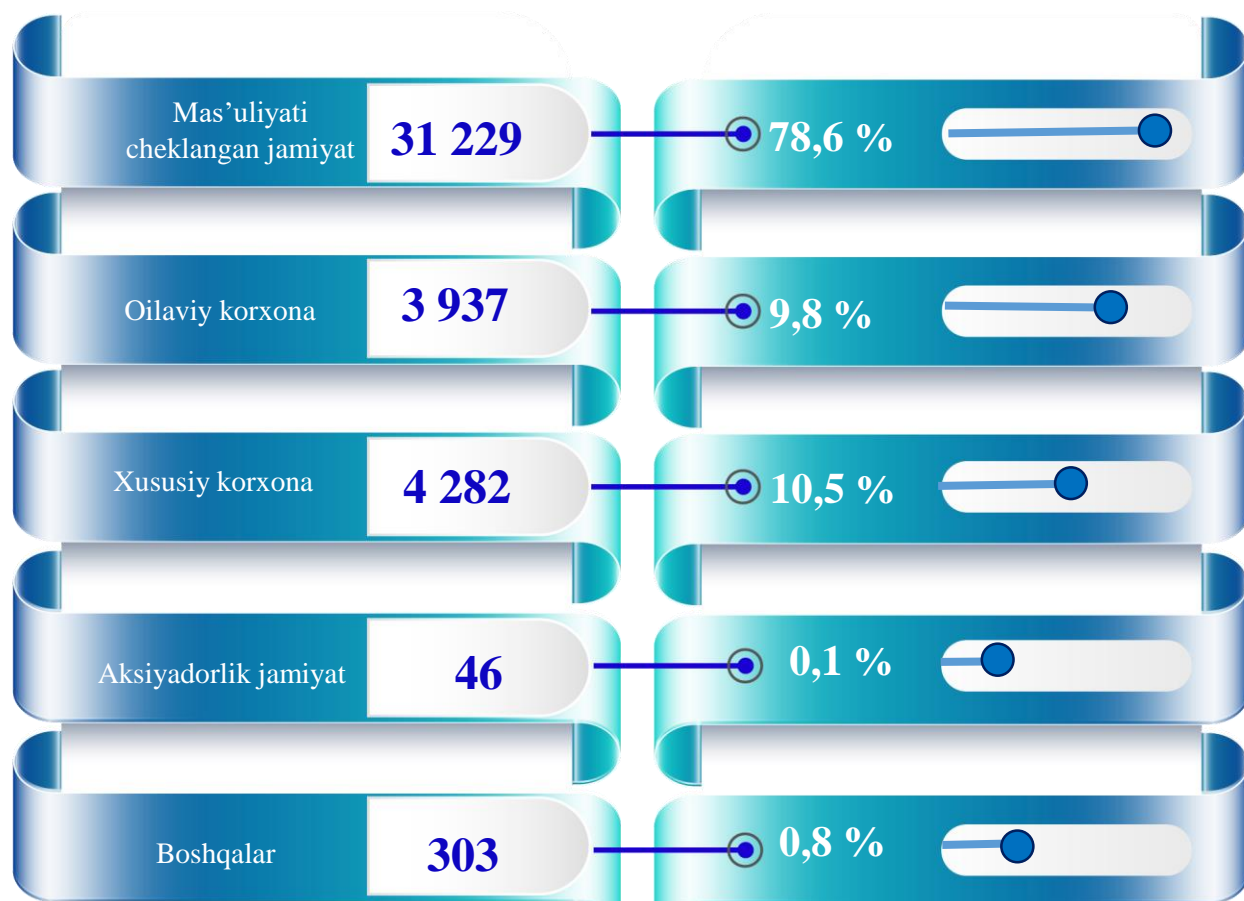 Mas’uliyati
cheklangan jamiyat
31 229
78,6 %
Oilaviy korxona
3 937
9,8 %
Xususiy korxona
4 282
10,5 %
Aksiyadorlik jamiyat
46
0,1 %
Boshqalar
303
0,8 %